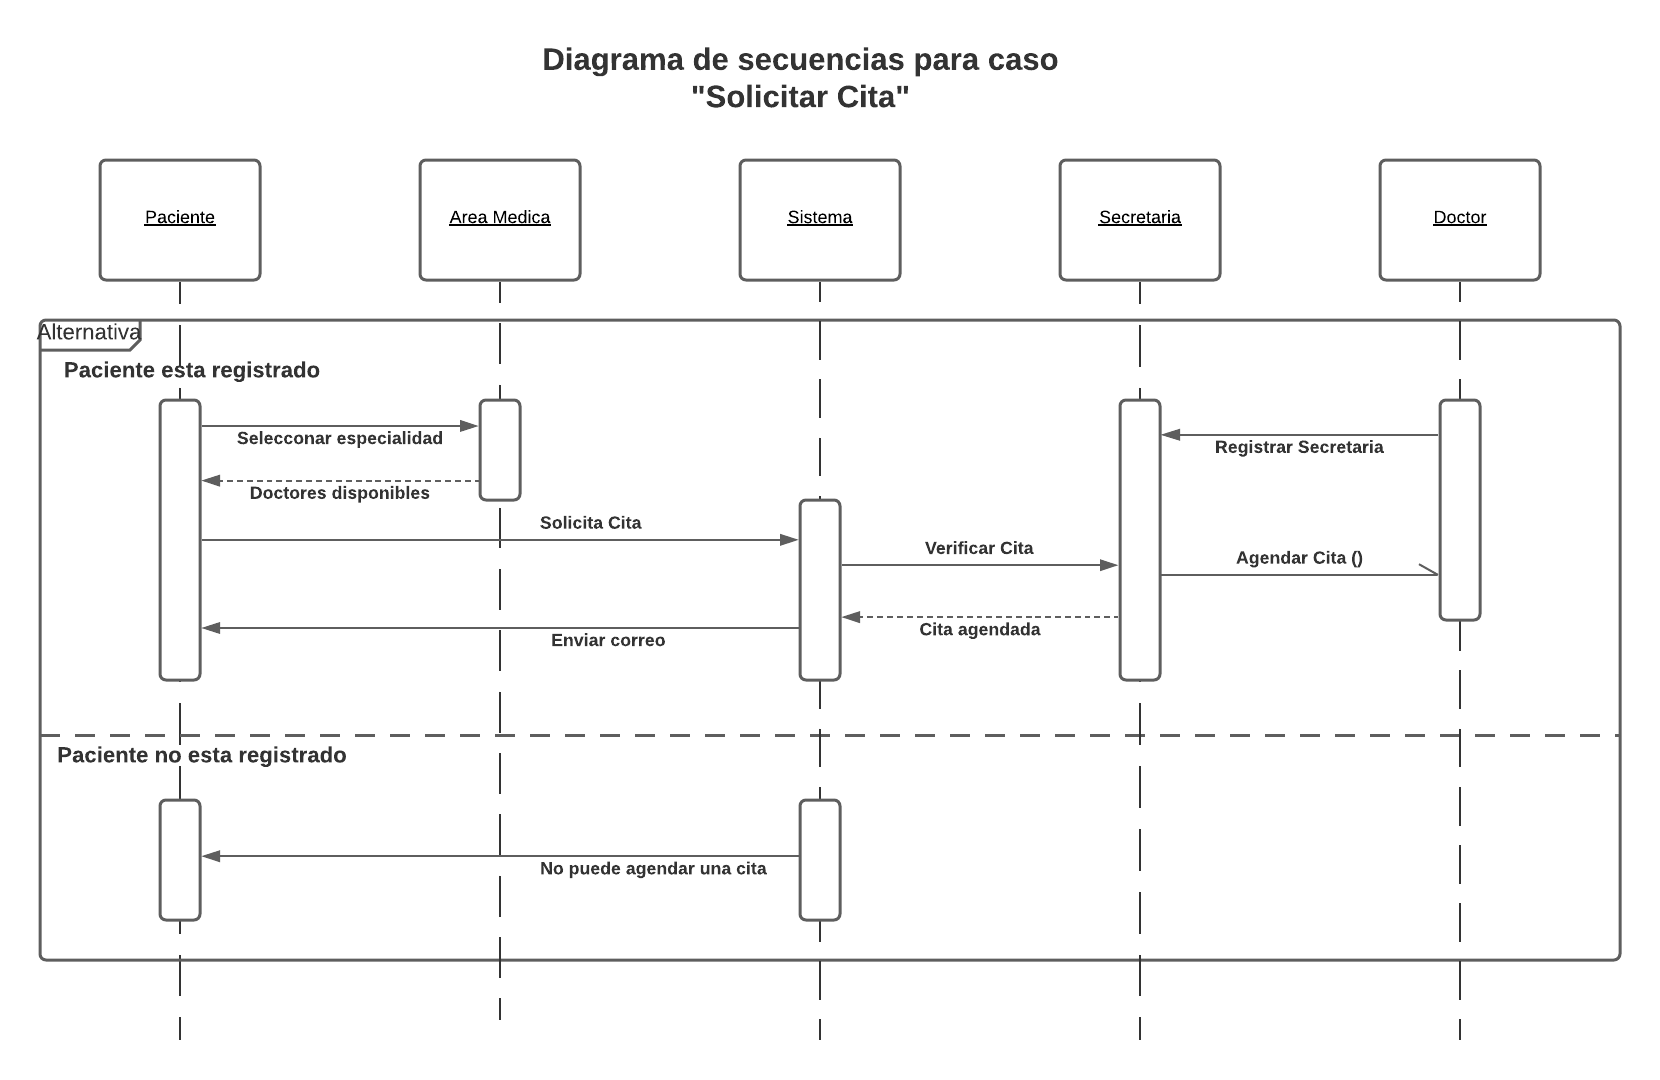 Diagrama de secuencias para caso
"Solicitar Cita"
Paciente
Area Medica
Sistema
Secretaria
Doctor
Alternativa
Paciente esta registrado
Selecconar especialidad
Registrar Secretaria
Doctores disponibles
Solicita Cita
Verificar Cita
Agendar Cita ()
Cita agendada
Enviar correo
Paciente no esta registrado
No puede agendar una cita